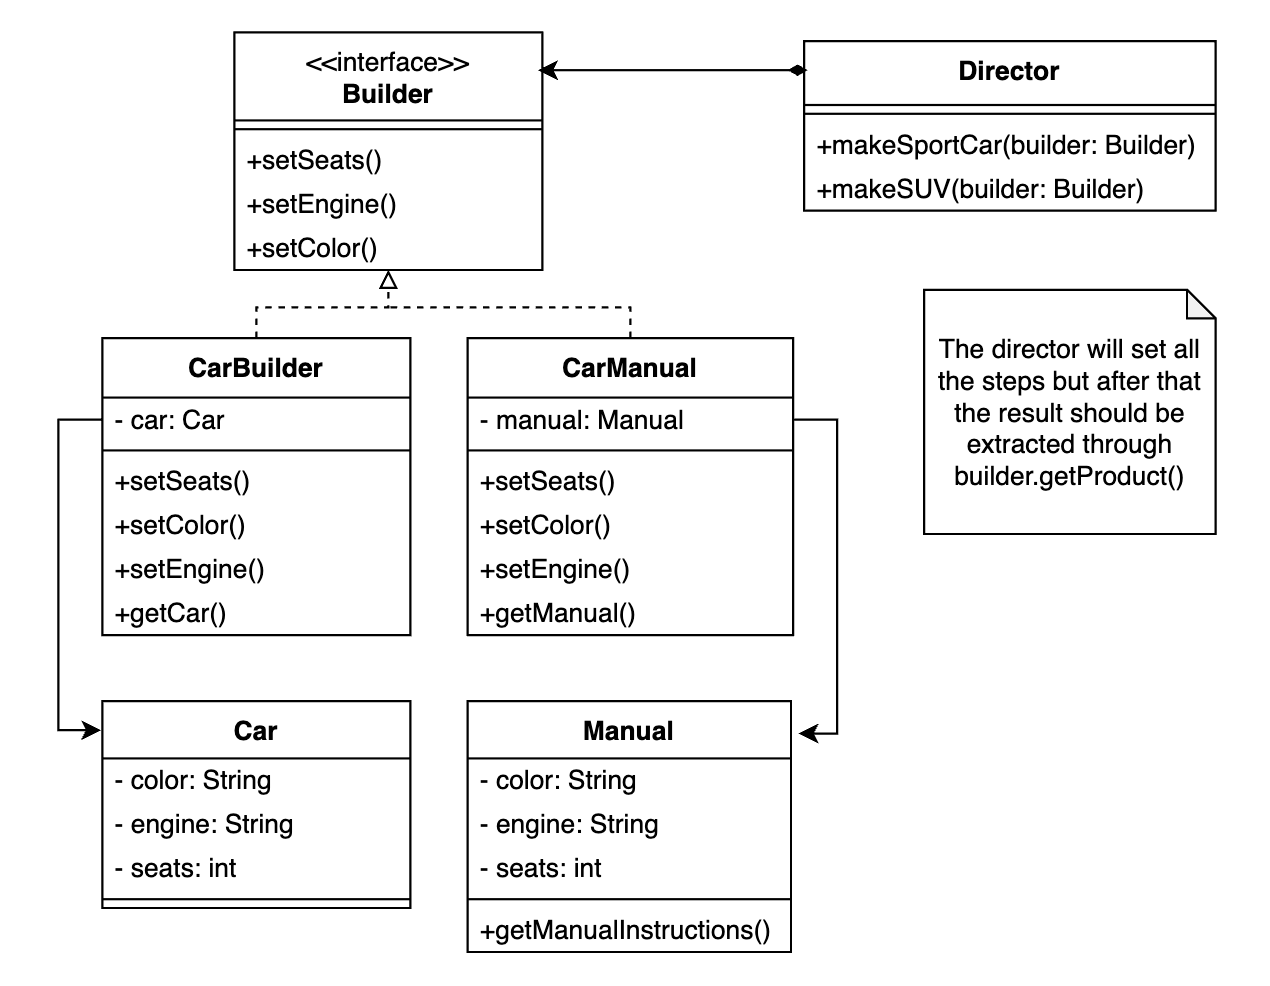 <<interface>>
Builder
+setSeats()
+setEngine()
+setColor()
Director
+makeSportCar(builder: Builder)
+makeSUV(builder: Builder)
The director will set all
the steps but after that
the result should be
extracted through
builder.getProduct()
CarBuilder
- car: Car
+setSeats()
+setColor()
+setEngine()
+getCar()
CarManual
- manual: Manual
+setSeats()
+setColor()
+setEngine()
+getManual()
Car
- color: String
- engine: String
- seats: int
Manual
- color: String
- engine: String
- seats: int
+getManualInstructions()